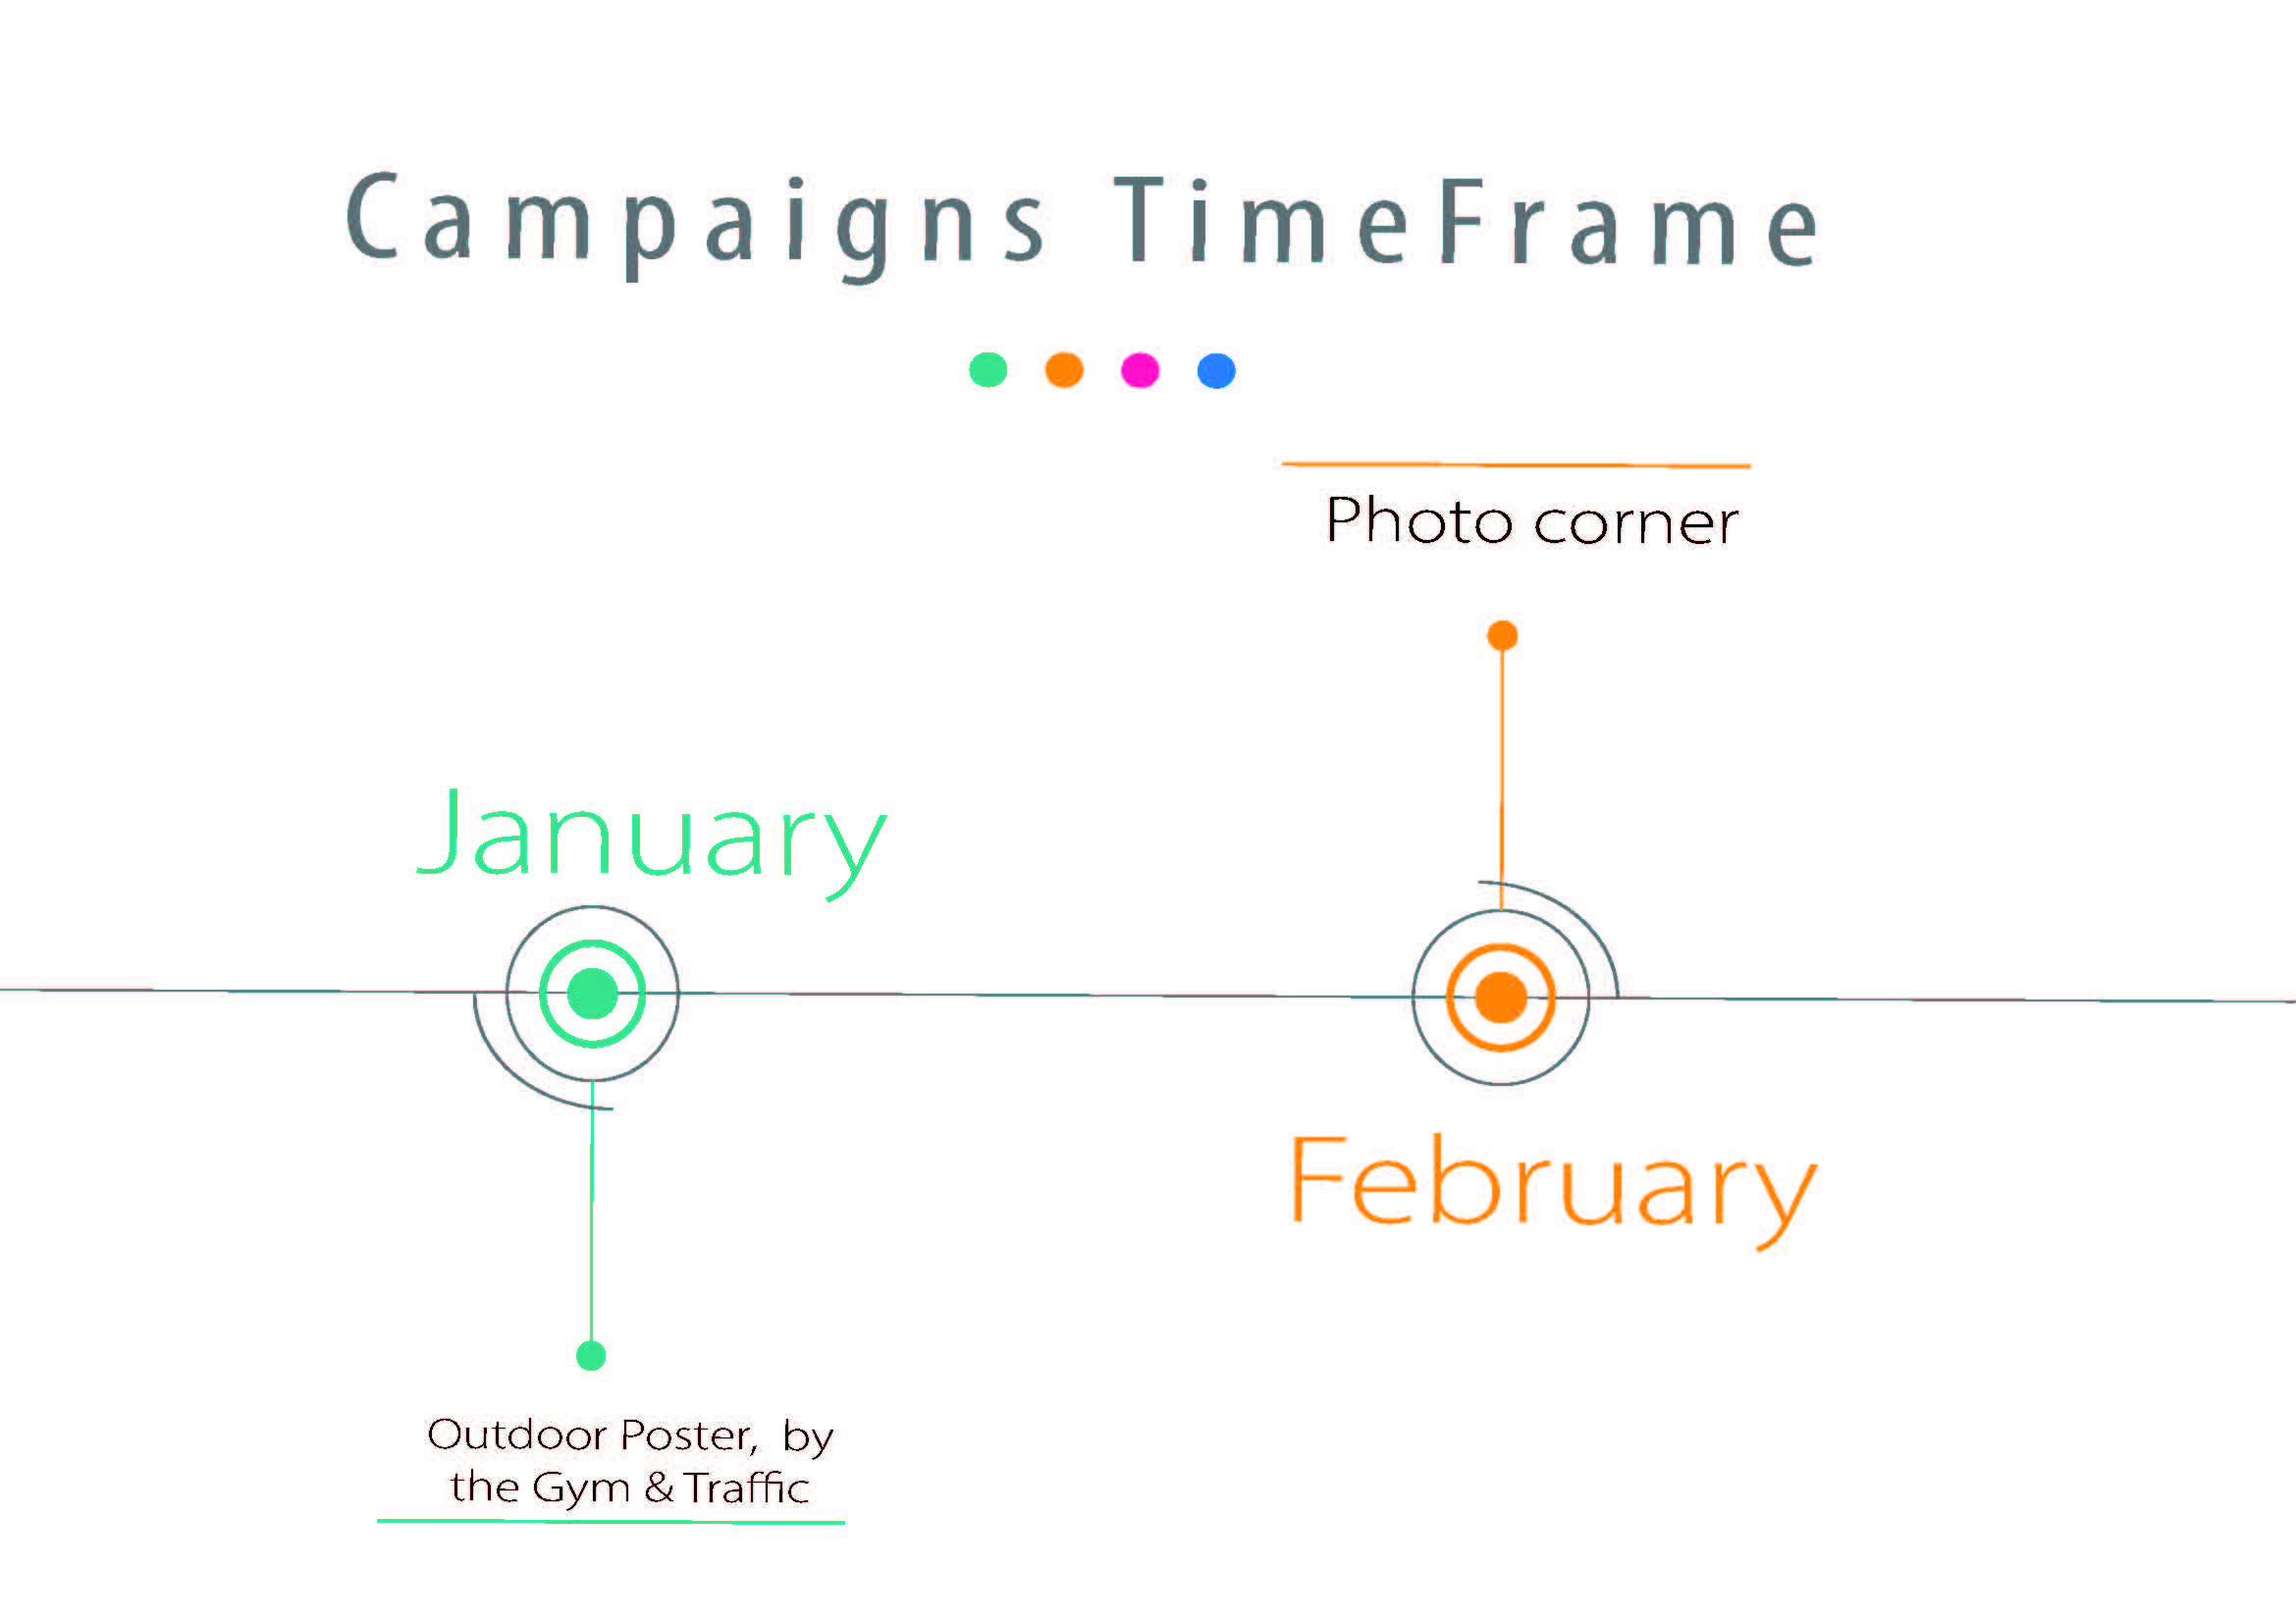 Campaigns TimeFrame
Photo corner
January
February
Outdoor Poster, by
the Gym & Traffic